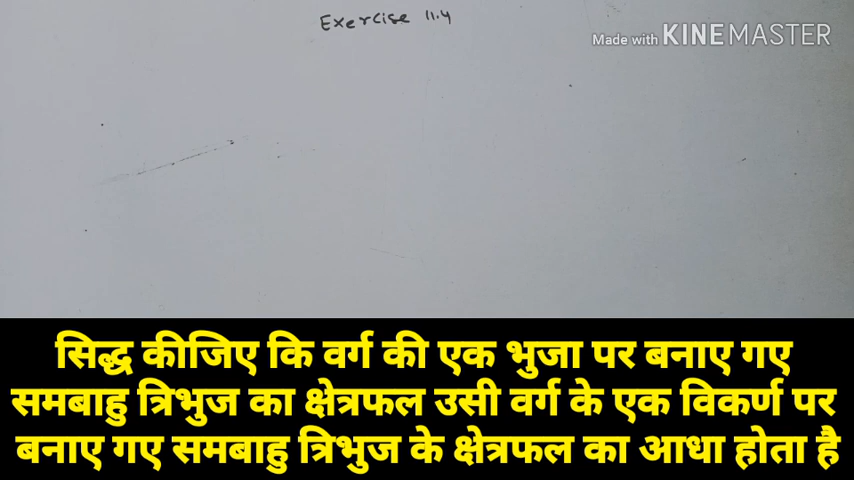 Exercise 11.4
Made with KINEMASTER
सिद्ध कीजिए कि वर्ग की एक भुजा पर बनाए गए
समबाहु त्रिभुज का क्षेत्रफल उसी वर्ग के एक विकर्ण पर
बनाए गए समबाहु त्रिभुज के क्षेत्रफल का आधा होता है